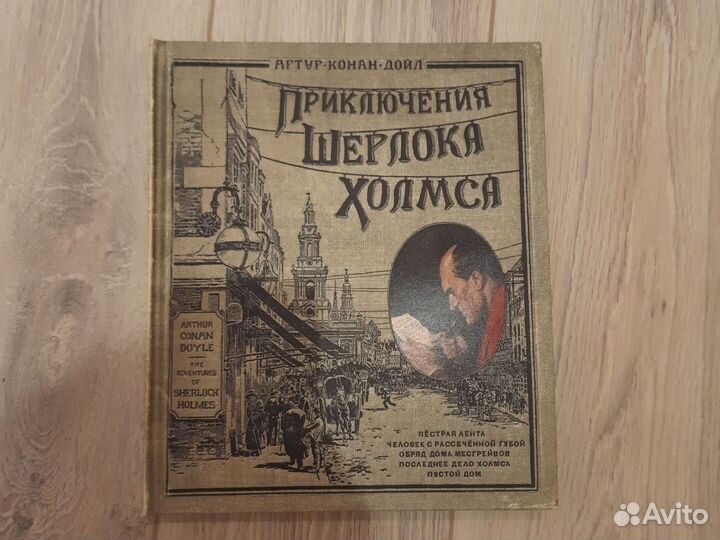 АРТУР·КОНАН·ДОЙЛ
ПРИКЛЮЧЕНИЯ
ШЕРЛОКА
ХОЛМСА
ARTHUR
CONAN
DOYLE
THE
ADVENTURES
OF
SHERLOCK
HOLMES
ПЁСТРАЯ ЛЕНТА
ЧЕЛОВЕК С РАССЕЧЁННОЙ ГУБОЙ
ОБРЯД ДОМА МЕСГРЕЙВОВ
ПОСЛЕДНЕЕ ДЕЛО ХОЛМСА
ПУСТОЙ ДОМ
Avito